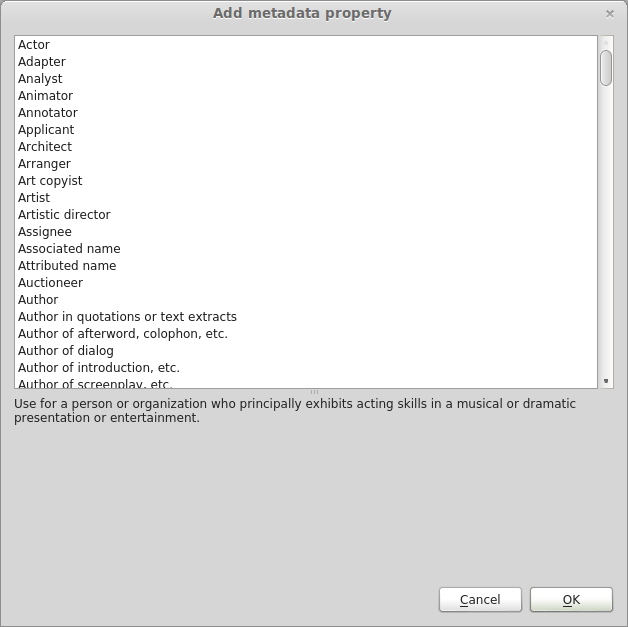 Add metadata property
Actor
Adapter
Analyst
Animator
Annotator
Applicant
Architect
Arranger
Art copyist
Artist
Artistic director
Assignee
Associated name
Attributed name
Auctioneer
Author
Author in quotations or text extracts
Author of afterword, colophon, etc.
Author of dialog
Author of introduction, etc.
Author of screenplay, etc.
Use for a person or organization who principally exhibits acting skills in a musical or dramatic
presentation or entertainment.
Cancel
OK